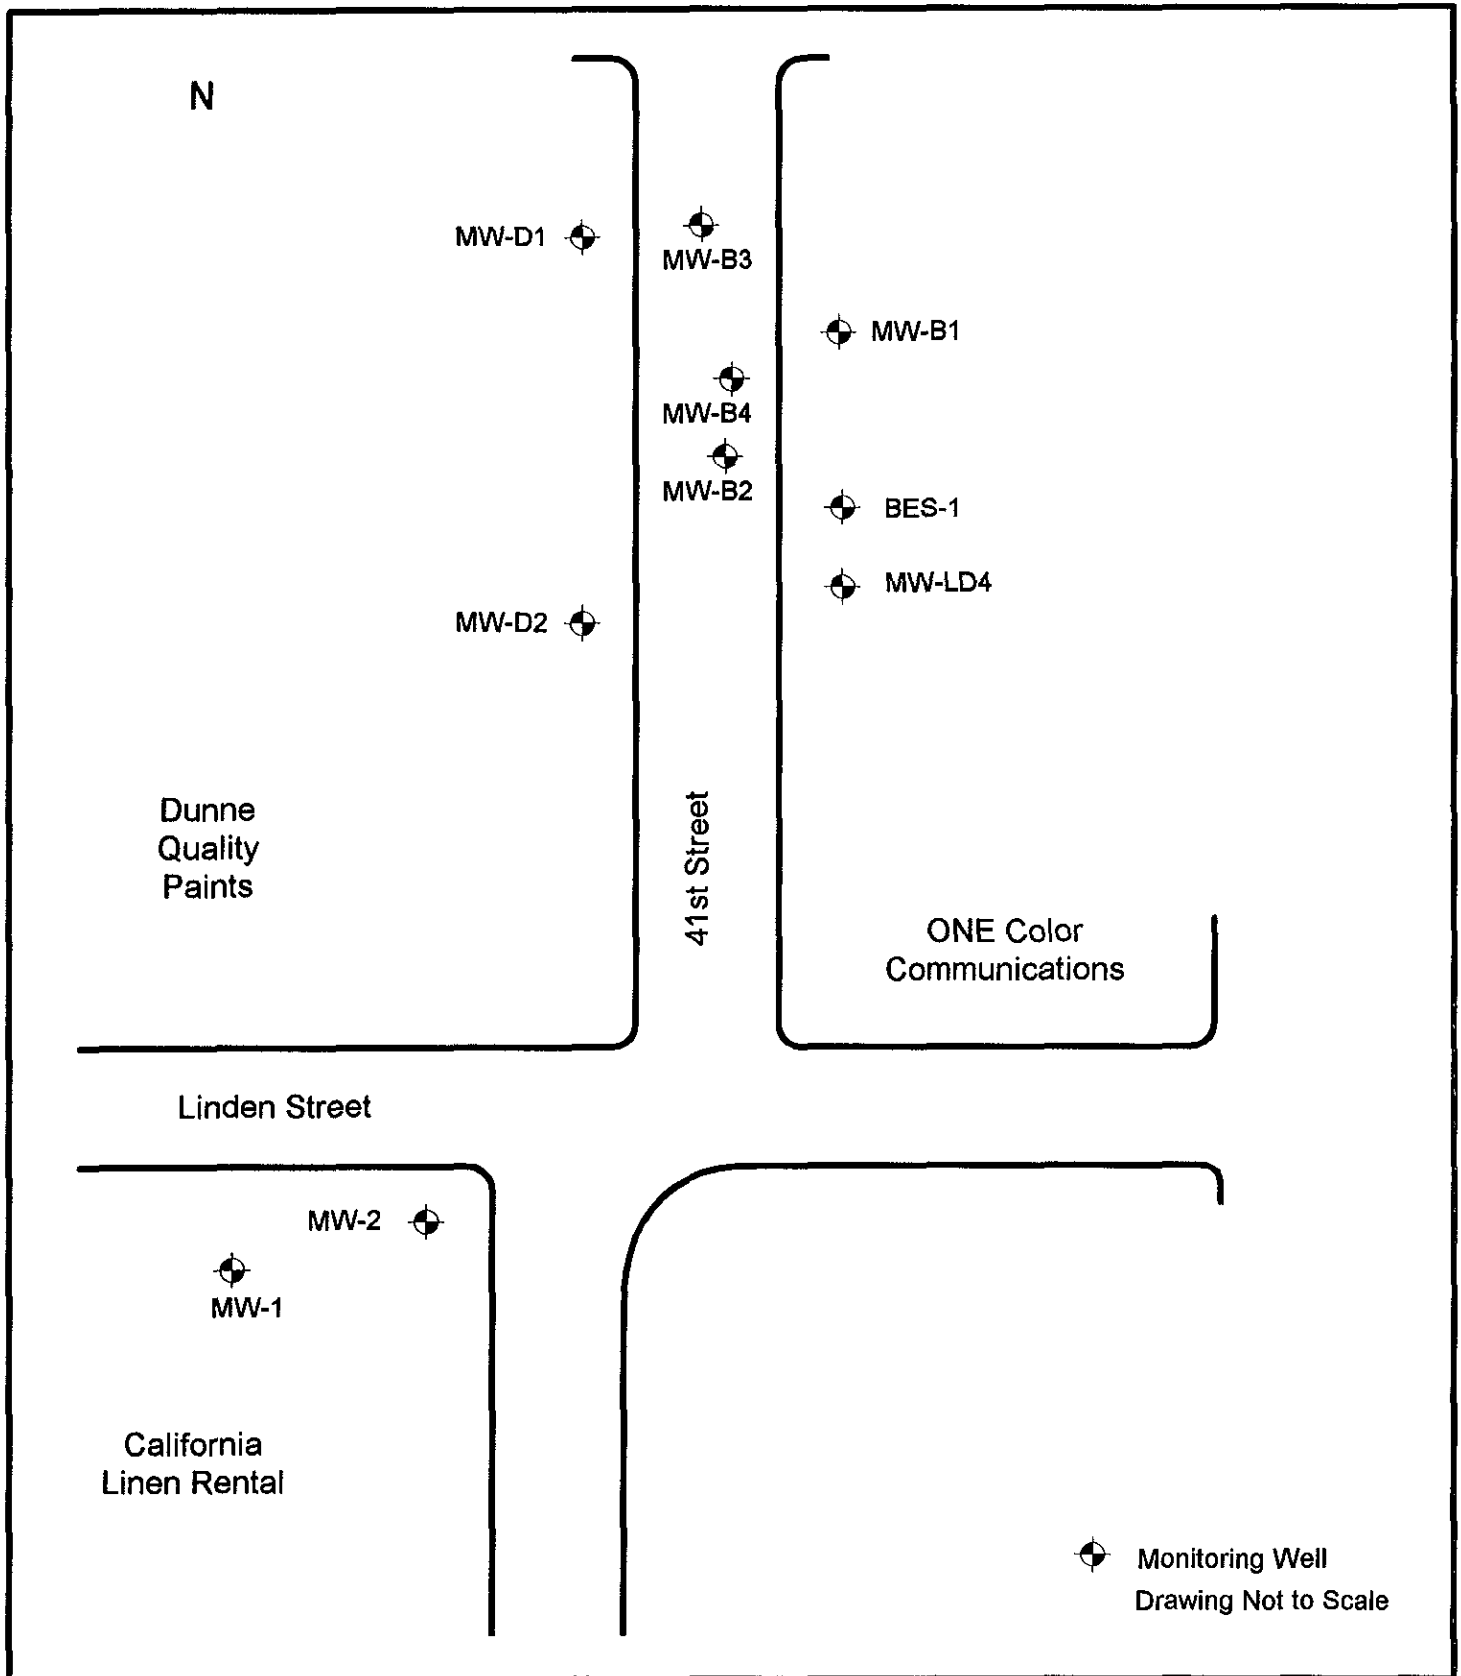 N
MW-D1
MW-B3
MW-B1
MW-B4
MW-B2
BES-1
MW-LD4
MW-D2
Dunne
Quality
Paints
41st Street
ONE Color
Communications
Linden Street
MW-2
MW-1
California
Linen Rental
Monitoring Well
Drawing Not to Scale